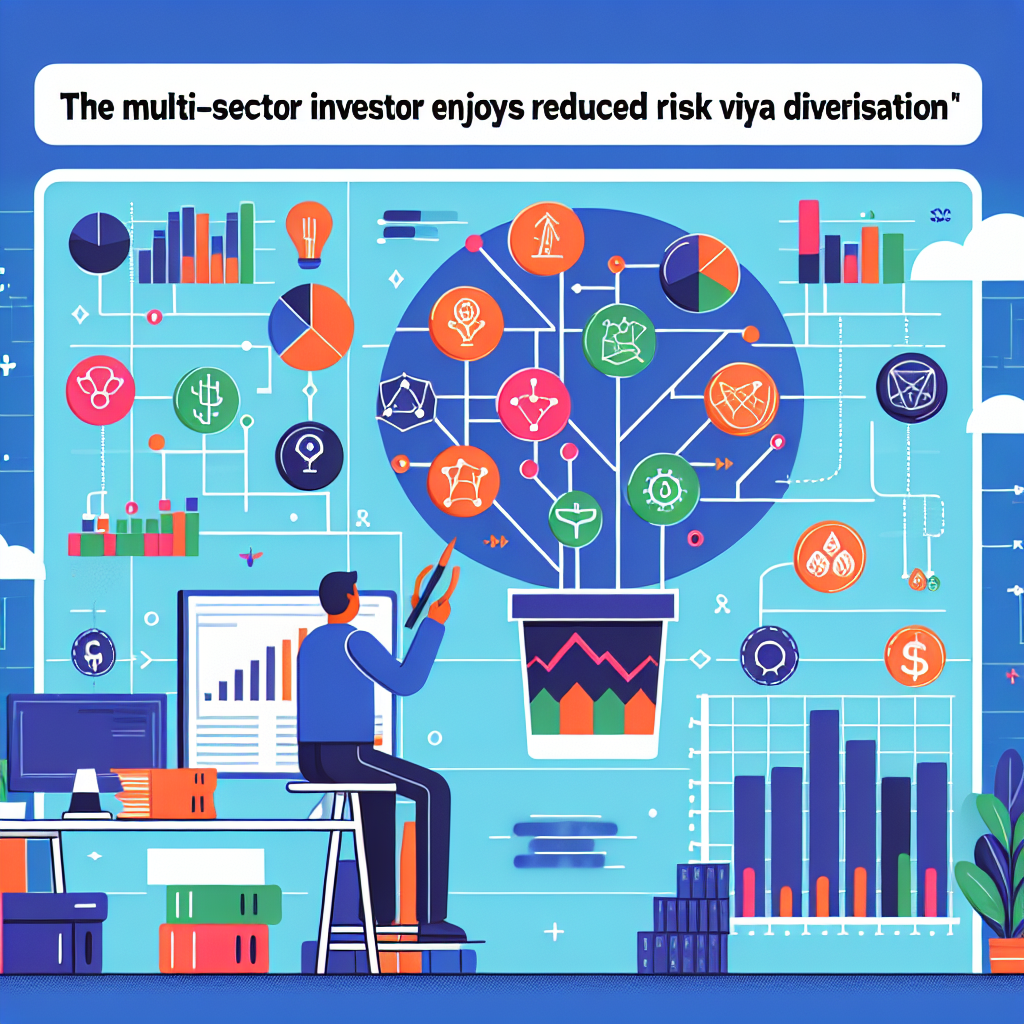 The multi-sector investor enjoys reduced risk viya diverisation"
$